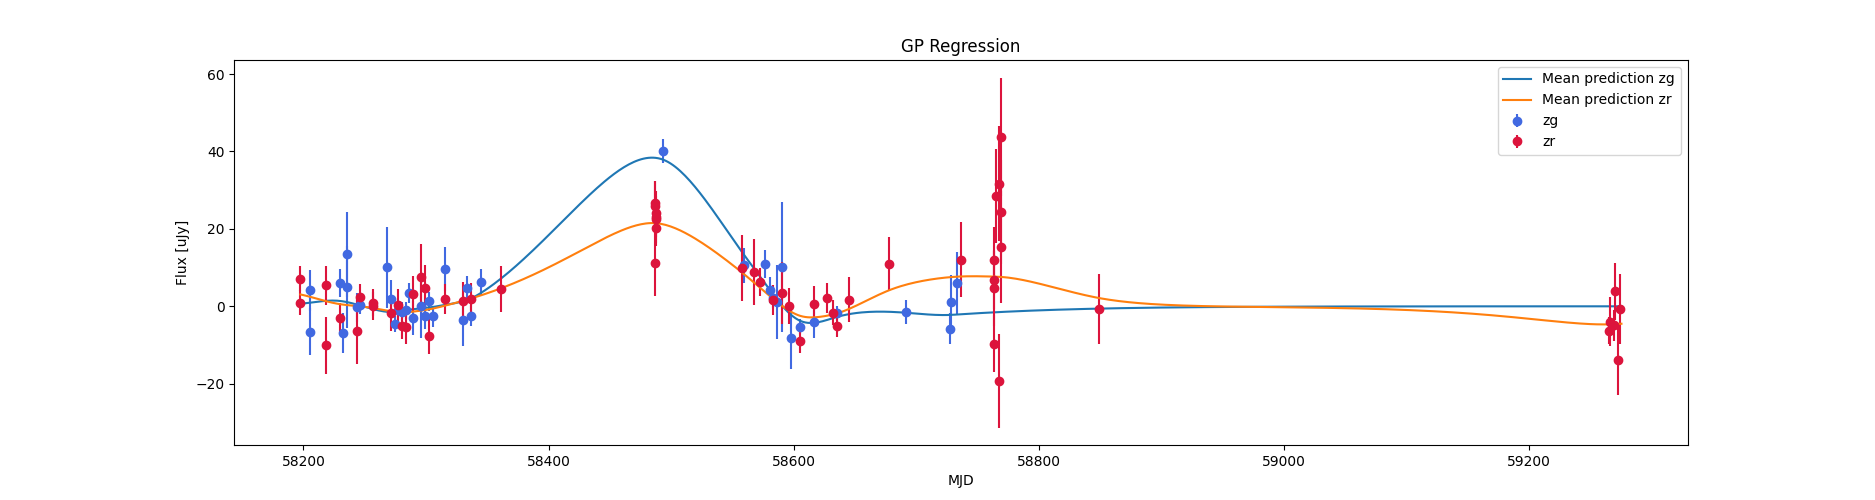 GP Regression
Flux [uJy]
60
40
20
0
−20
Mean prediction zg
Mean prediction zr
zg
zr
58200
58400
58600
58800
59000
59200
MJD